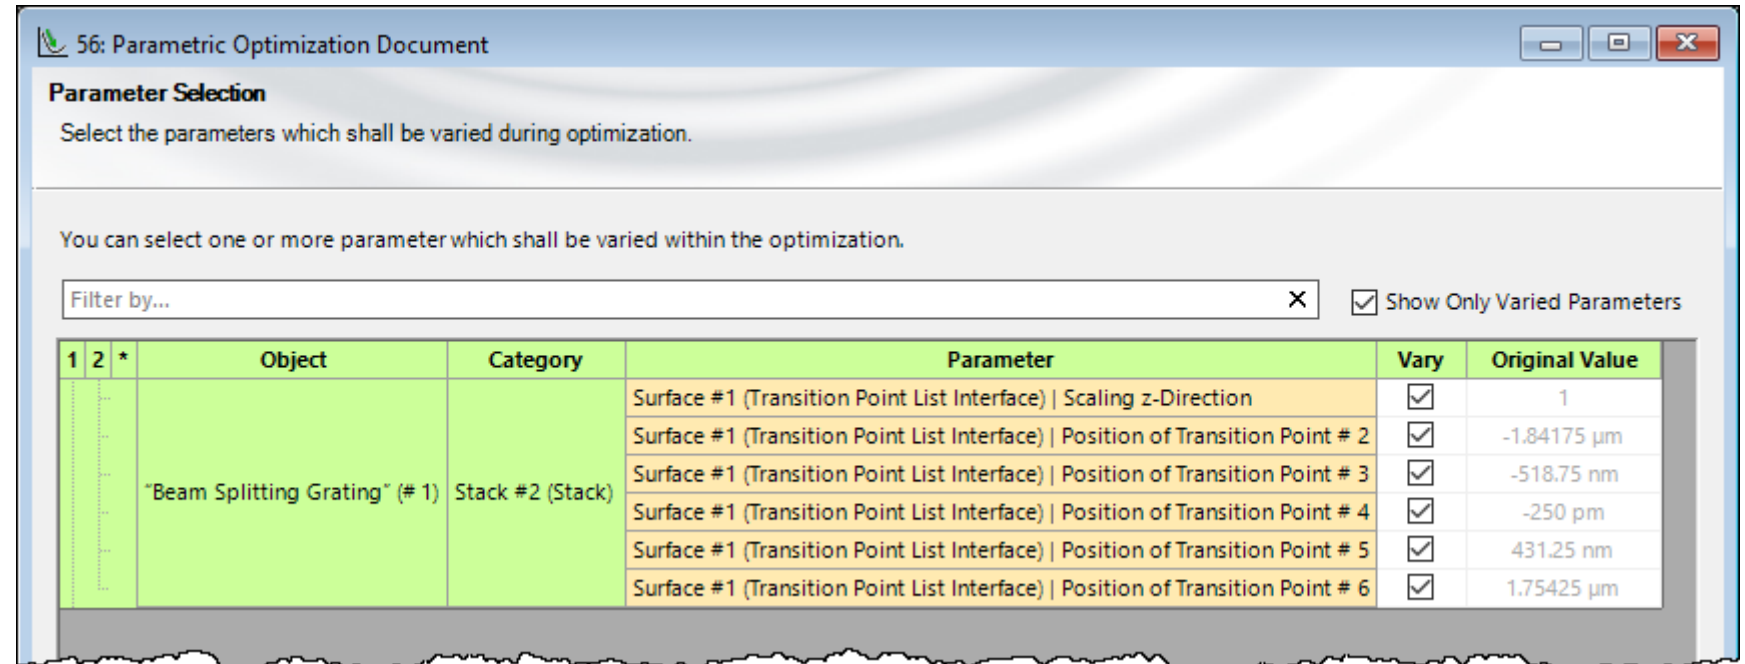 56: Parametric Optimization Document
Parameter Selection
Select the parameters which shall be varied during optimization.
You can select one or more parameter which shall be varied within the optimization.
Filter by... Show Only Varied Parameters
1 2 * Object Category Parameter Vary Original Value
Surface #1 (Transition Point List Interface) | Scaling z-Direction 1
Surface #1 (Transition Point List Interface) | Position of Transition Point # 2 -1.84175 µm
Surface #1 (Transition Point List Interface) | Position of Transition Point # 3 -518.75 nm
"Beam Splitting Grating" (# 1) Stack #2 (Stack)
Surface #1 (Transition Point List Interface) | Position of Transition Point # 4 -250 pm
Surface #1 (Transition Point List Interface) | Position of Transition Point # 5 431.25 nm
Surface #1 (Transition Point List Interface) | Position of Transition Point # 6 1.75425 µm